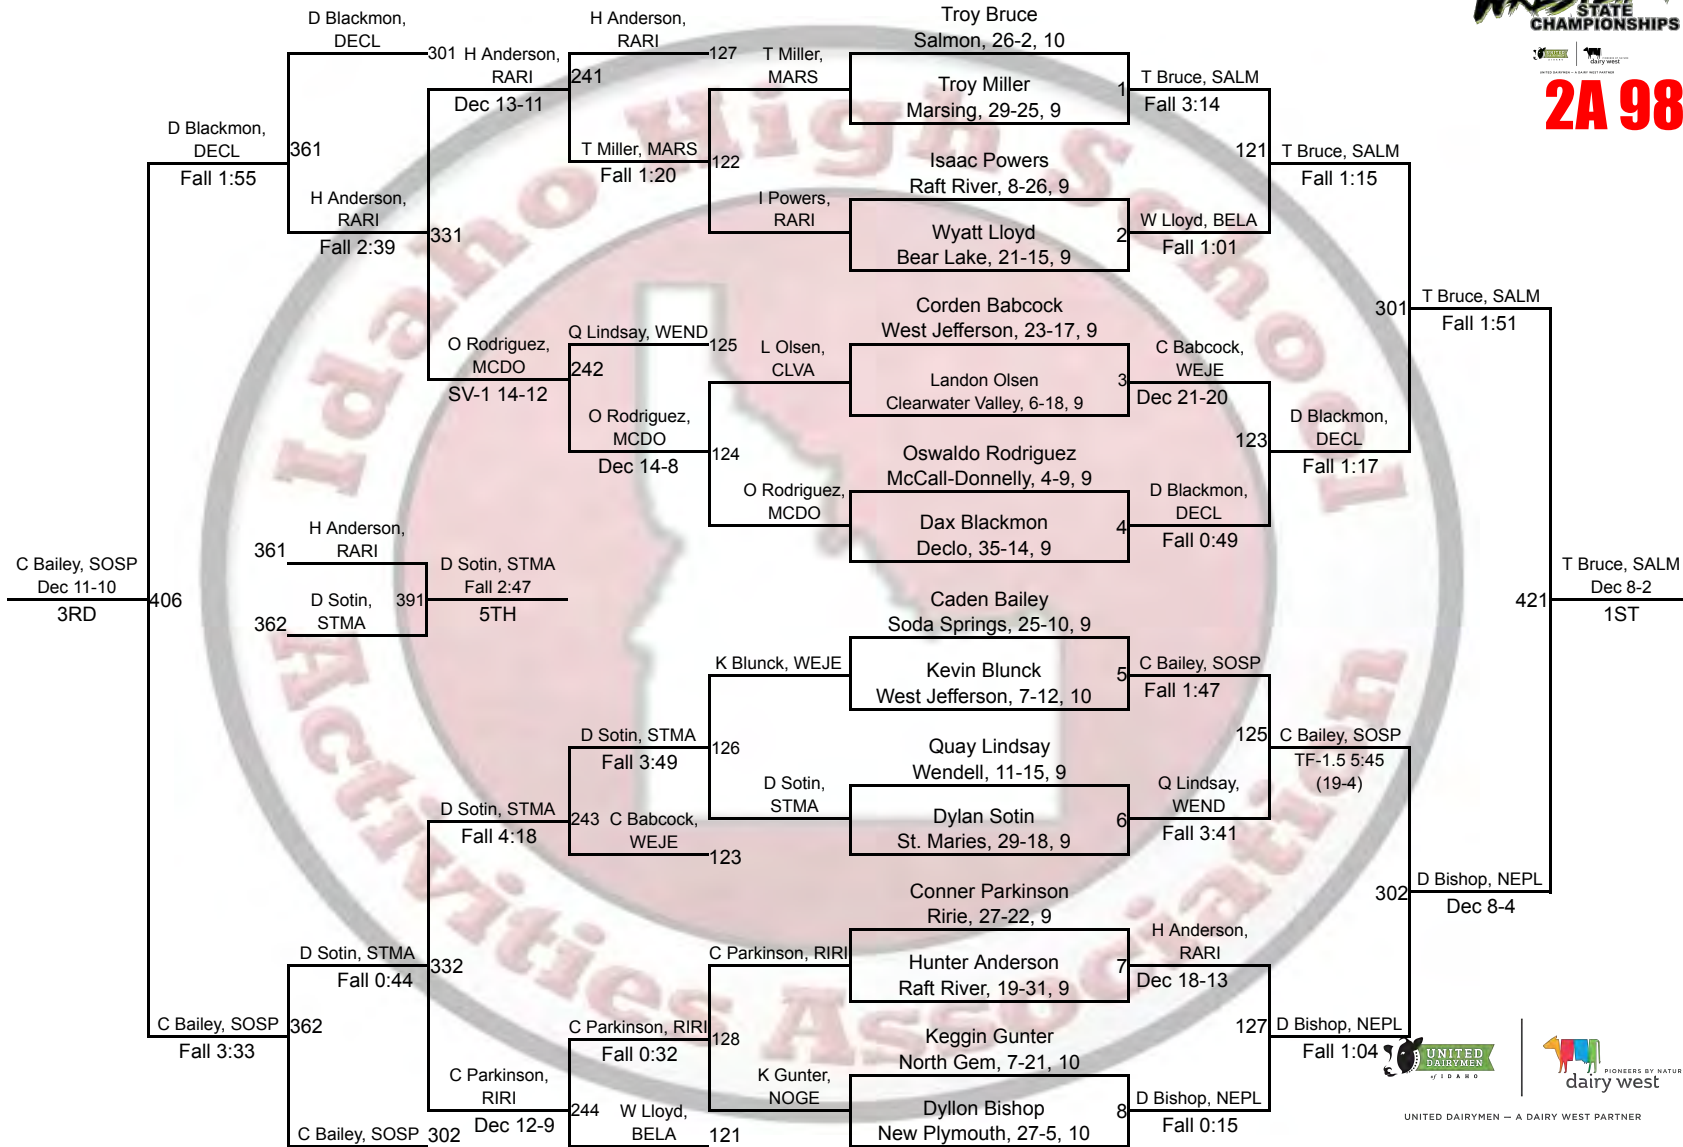 STATE
CHAMPIONSHIPS
dairy west
2A 98
Idaho High School
Activities Association
D Blackmon,
DECL
301
H Anderson,
RARI
Dec 13-11
241
H Anderson,
RARI
127
T Miller, MARS
Fall 1:20
122
T Miller,
MARS
I Powers,
RARI
Troy Bruce
Salmon, 26-2, 10
Troy Miller
Marsing, 29-25, 9
1
T Bruce, SALM
Fall 3:14
Isaac Powers
Raft River, 8-26, 9
Wyatt Lloyd
Bear Lake, 21-15, 9
2
W Lloyd, BELA
Fall 1:01
121
T Bruce, SALM
Fall 1:15
D Blackmon,
DECL
Fall 1:55
361
H Anderson,
RARI
Fall 2:39
331
O Rodriguez,
MCDO
SV-1 14-12
242
Q Lindsay, WEND
125
O Rodriguez,
MCDO
Dec 14-8
124
L Olsen,
CLVA
O Rodriguez,
MCDO
Corden Babcock
West Jefferson, 23-17, 9
Landon Olsen
Clearwater Valley, 6-18, 9
3
C Babcock,
WEJE
Dec 21-20
Oswaldo Rodriguez
McCall-Donnelly, 4-9, 9
Dax Blackmon
Declo, 35-14, 9
4
D Blackmon,
DECL
Fall 0:49
123
D Blackmon,
DECL
Fall 1:17
301
T Bruce, SALM
Fall 1:51
C Bailey, SOSP
Dec 11-10
3RD
406
361
H Anderson,
RARI
362
D Sotin,
STMA
391
D Sotin, STMA
Fall 2:47
5TH
421
T Bruce, SALM
Dec 8-2
1ST
Caden Bailey
Soda Springs, 25-10, 9
Kevin Blunck
West Jefferson, 7-12, 10
5
C Bailey, SOSP
Fall 1:47
K Blunck, WEJE
D Sotin, STMA
Fall 3:49
126
D Sotin,
STMA
Quay Lindsay
Wendell, 11-15, 9
Dylan Sotin
St. Maries, 29-18, 9
6
Q Lindsay,
WEND
Fall 3:41
125
C Bailey, SOSP
TF-1.5 5:45
(19-4)
D Sotin, STMA
Fall 4:18
243
C Babcock,
WEJE
123
302
D Bishop, NEPL
Dec 8-4
Conner Parkinson
Ririe, 27-22, 9
Hunter Anderson
Raft River, 19-31, 9
7
H Anderson,
RARI
Dec 18-13
C Parkinson, RIRI
D Sotin, STMA
Fall 0:44
332
C Bailey, SOSP
Fall 3:33
362
C Parkinson, RIRI
Fall 0:32
128
K Gunter,
NOGE
Keggin Gunter
North Gem, 7-21, 10
Dyllon Bishop
New Plymouth, 27-5, 10
8
D Bishop, NEPL
Fall 0:15
127
D Bishop, NEPL
Fall 1:04
C Parkinson,
RIRI
Dec 12-9
244
W Lloyd,
BELA
121
C Bailey, SOSP
302
UNITED
DAIRYMEN
of IDAHO
PIONEERS BY NATUR
dairy west
UNITED DAIRYMEN — A DAIRY WEST PARTNER